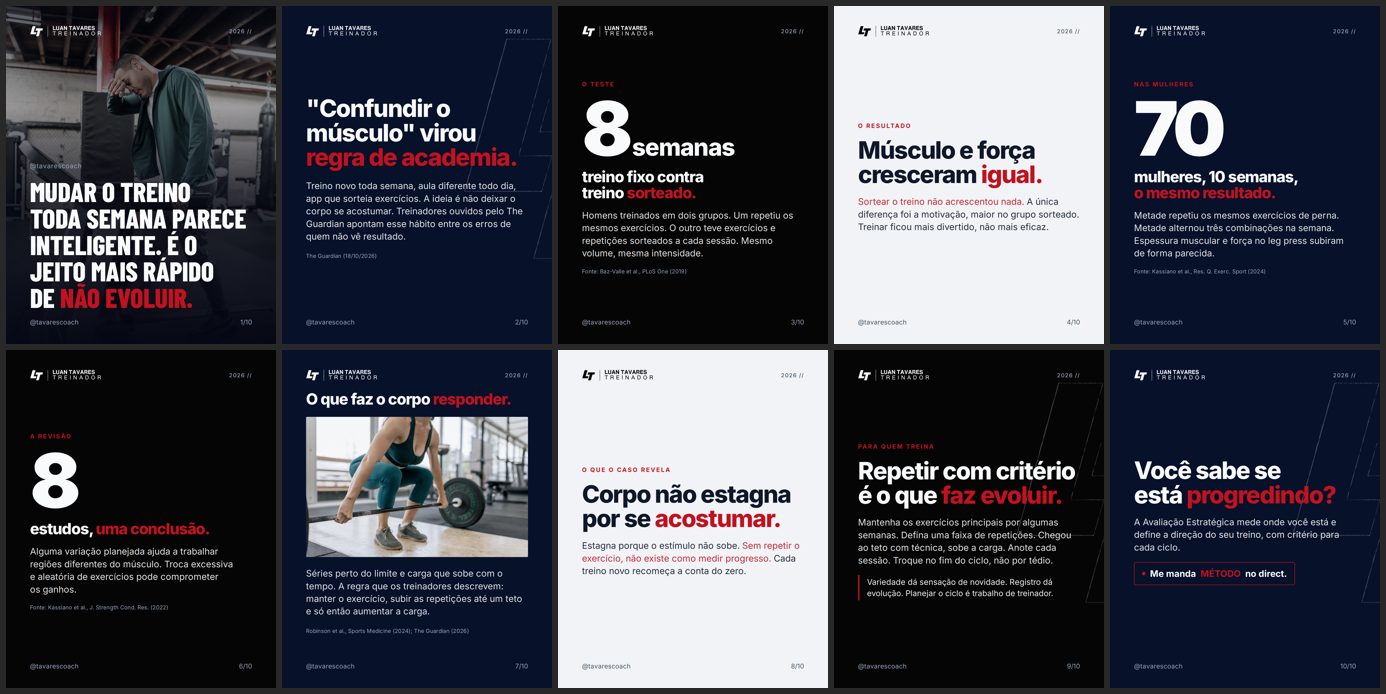 LT | LUAN TAVARES
TREINADOR
2026 //
@tavarescoach
MUDAR O TREINO
TODA SEMANA PARECE
INTELIGENTE. É O
JEITO MAIS RÁPIDO
DE NÃO EVOLUIR.
@tavarescoach
1/10
LT | LUAN TAVARES
TREINADOR
2026 //
"Confundir o
músculo" virou
regra de academia.
Treino novo toda semana, aula diferente todo dia,
app que sorteia exercícios. A ideia é não deixar o
corpo se acostumar. Treinadores ouvidos pelo The
Guardian apontam esse hábito entre os erros de
quem não vê resultado.
The Guardian (18/10/2026)
@tavarescoach
2/10
LT | LUAN TAVARES
TREINADOR
2026 //
O TESTE
8 semanas
treino fixo contra
treino sorteado.
Homens treinados em dois grupos. Um repetiu os
mesmos exercícios. O outro teve exercícios e
repetições sorteados a cada sessão. Mesmo
volume, mesma intensidade.
Fonte: Baz-Valle et al., PLoS One (2019)
@tavarescoach
3/10
LT | LUAN TAVARES
TREINADOR
2026 //
O RESULTADO
Músculo e força
cresceram igual.
Sortear o treino não acrescentou nada. A única
diferença foi a motivação, maior no grupo sorteado.
Treinar ficou mais divertido, não mais eficaz.
@tavarescoach
4/10
LT | LUAN TAVARES
TREINADOR
2026 //
NAS MULHERES
70
mulheres, 10 semanas,
o mesmo resultado.
Metade repetiu os mesmos exercícios de perna.
Metade alternou três combinações na semana.
Espessura muscular e força no leg press subiram
de forma parecida.
Fonte: Kassiano et al., Res. Q. Exerc. Sport (2024)
@tavarescoach
5/10
LT | LUAN TAVARES
TREINADOR
2026 //
A REVISÃO
8
estudos, uma conclusão.
Alguma variação planejada ajuda a trabalhar
regiões diferentes do músculo. Troca excessiva
e aleatória de exercícios pode comprometer
os ganhos.
Fonte: Kassiano et al., J. Strength Cond. Res. (2022)
@tavarescoach
6/10
LT | LUAN TAVARES
TREINADOR
2026 //
O que faz o corpo responder.
Séries perto do limite e carga que sobe com o
tempo. A regra que os treinadores descrevem:
manter o exercício, subir as repetições até um teto
e só então aumentar a carga.
Robinson et al., Sports Medicine (2024); The Guardian (2026)
@tavarescoach
7/10
LT | LUAN TAVARES
TREINADOR
2026 //
O QUE O CASO REVELA
Corpo não estagna
por se acostumar.
Estagna porque o estímulo não sobe. Sem repetir o
exercício, não existe como medir progresso. Cada
treino novo recomeça a conta do zero.
@tavarescoach
8/10
LT | LUAN TAVARES
TREINADOR
2026 //
PARA QUEM TREINA
Repetir com critério
é o que faz evoluir.
Mantenha os exercícios principais por algumas
semanas. Defina uma faixa de repetições. Chegou
ao teto com técnica, sobe a carga. Anote cada
sessão. Troque no fim do ciclo, não por tédio.
Variedade dá sensação de novidade. Registro dá
evolução. Planejar o ciclo é trabalho de treinador.
@tavarescoach
9/10
LT | LUAN TAVARES
TREINADOR
2026 //
Você sabe se
está progredindo?
A Avaliação Estratégica mede onde você está e
define a direção do seu treino, com critério para
cada ciclo.
• Me manda MÉTODO no direct.
@tavarescoach
10/10